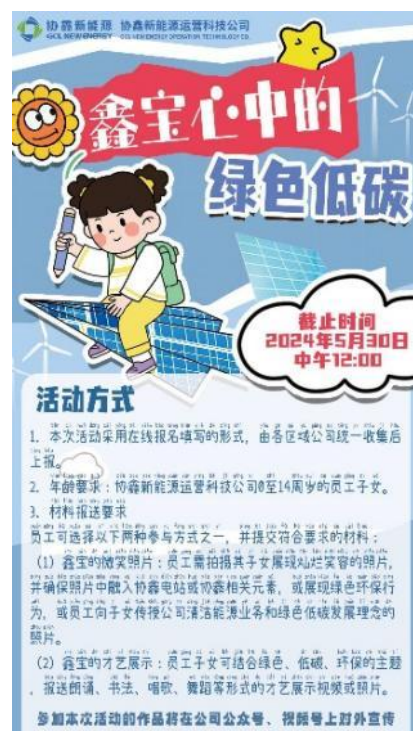 协鑫新能源 协鑫新能源运营科技公司
GCL NEW ENERGY GCL NEW ENERGY OPERATION TECHNOLOGY CO.
鑫宝心中的
绿色低碳
截止时间
2024年5月30日
中午12:00
活动方式
1. 本次活动采用在线报名填写的形式，由各区域公司统一收集后
上报。
2. 年龄要求：协鑫新能源运营科技公司0至14周岁的员工子女。
3. 材料报送要求
员工可选择以下两种参与方式之一，并提交符合要求的材料：
（1）鑫宝的微笑照片：员工需拍摄其子女展现灿烂笑容的照片，
并确保照片中融入协鑫电站或协鑫相关元素，或展现绿色环保行
为，或员工向子女传授公司清洁能源业务和绿色低碳发展理念的
照片。
（2）鑫宝的才艺展示：员工子女可结合绿色、低碳、环保的主题
，报送朗诵、书法、唱歌、舞蹈等形式的才艺展示视频或照片。
参加本次活动的作品将在公司公众号、视频号上对外宣传